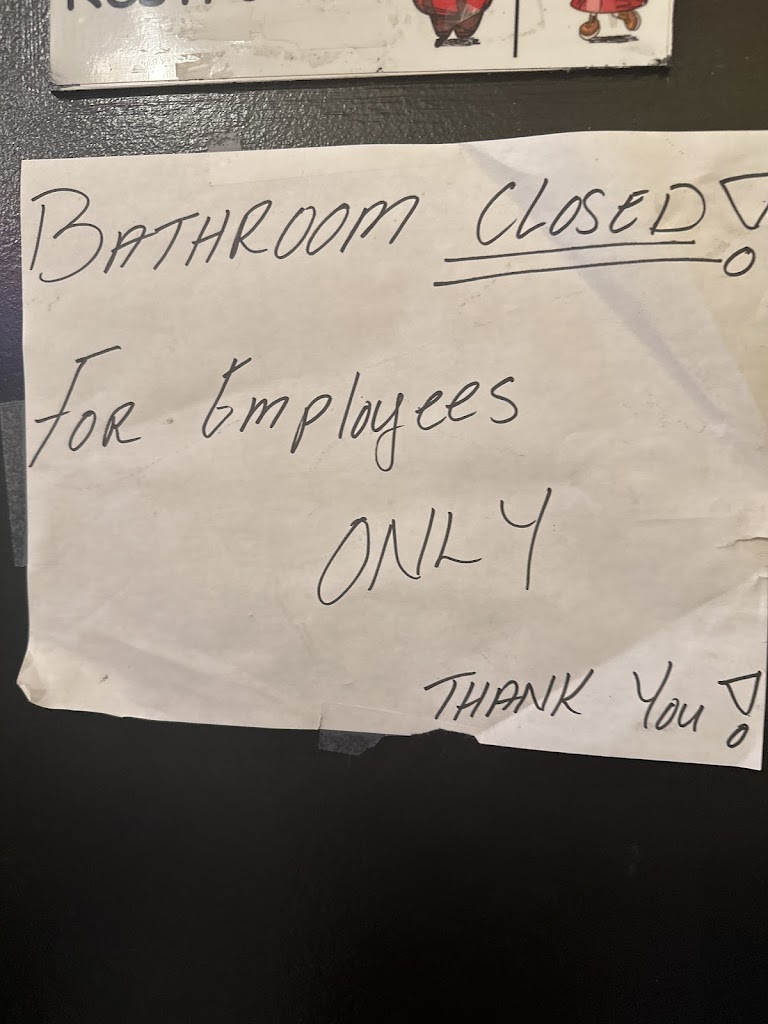 BATHROOM CLOSED!
FOR Employees
ONLY
THANK You!